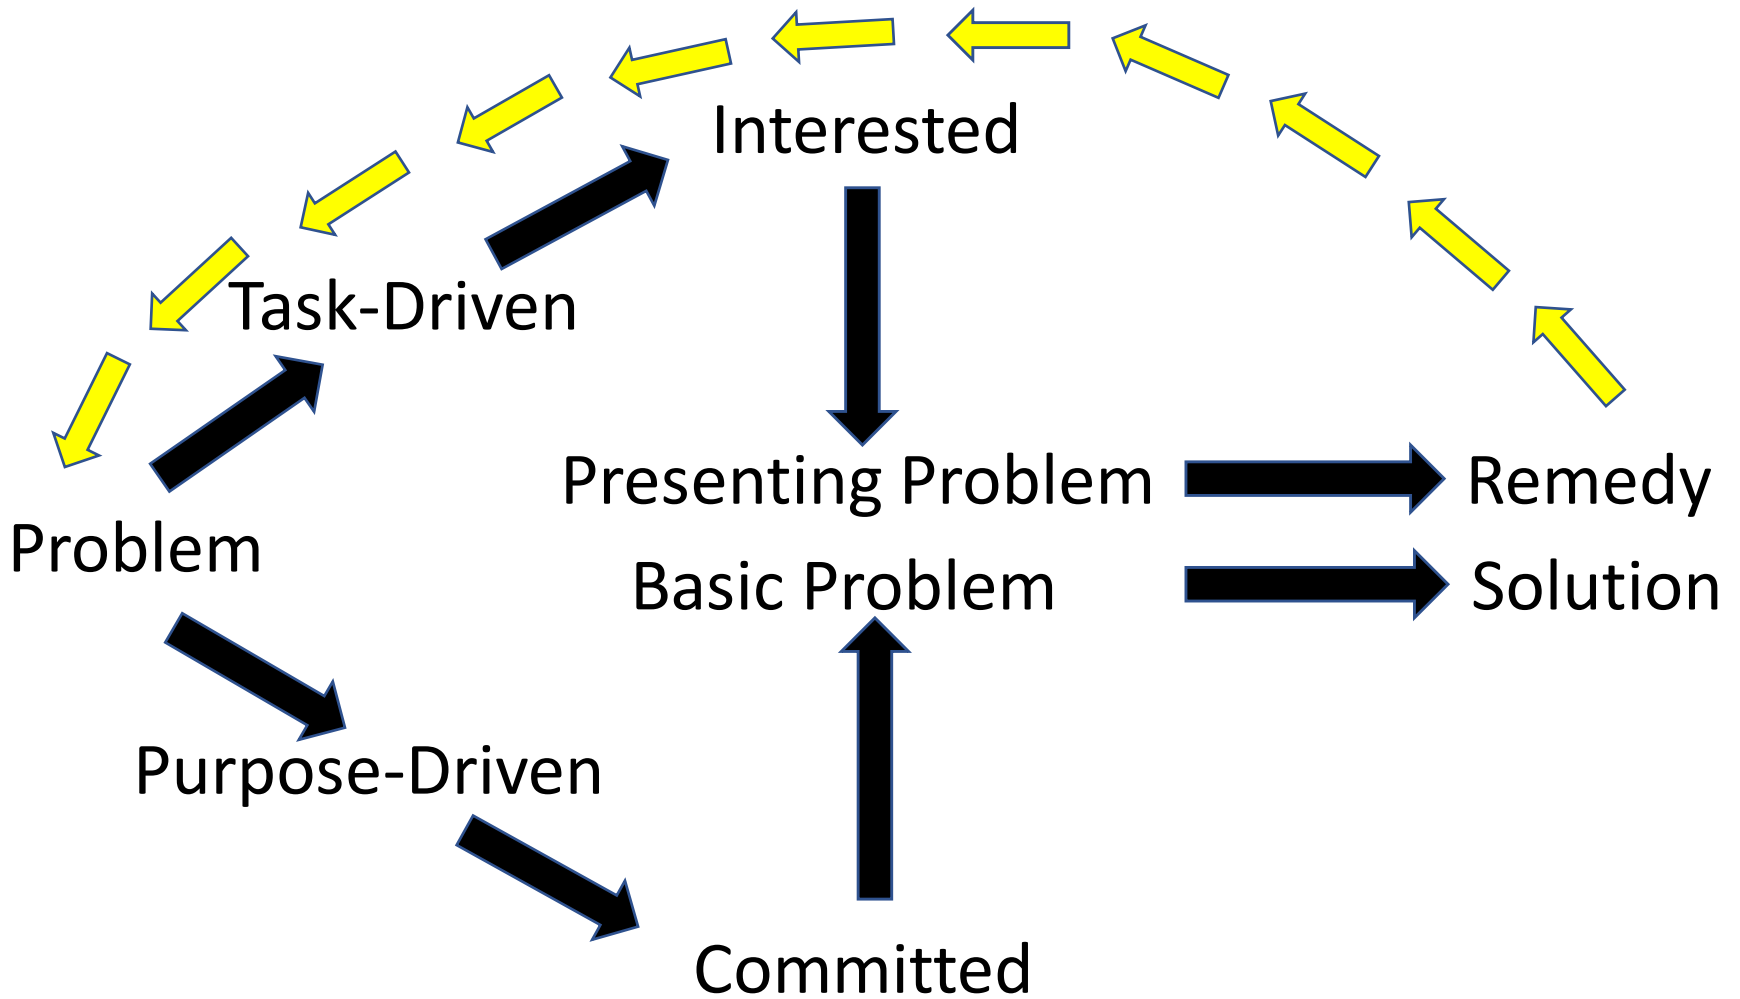 Interested
Task-Driven
Presenting Problem
Remedy
Problem
Basic Problem
Solution
Purpose-Driven
Committed